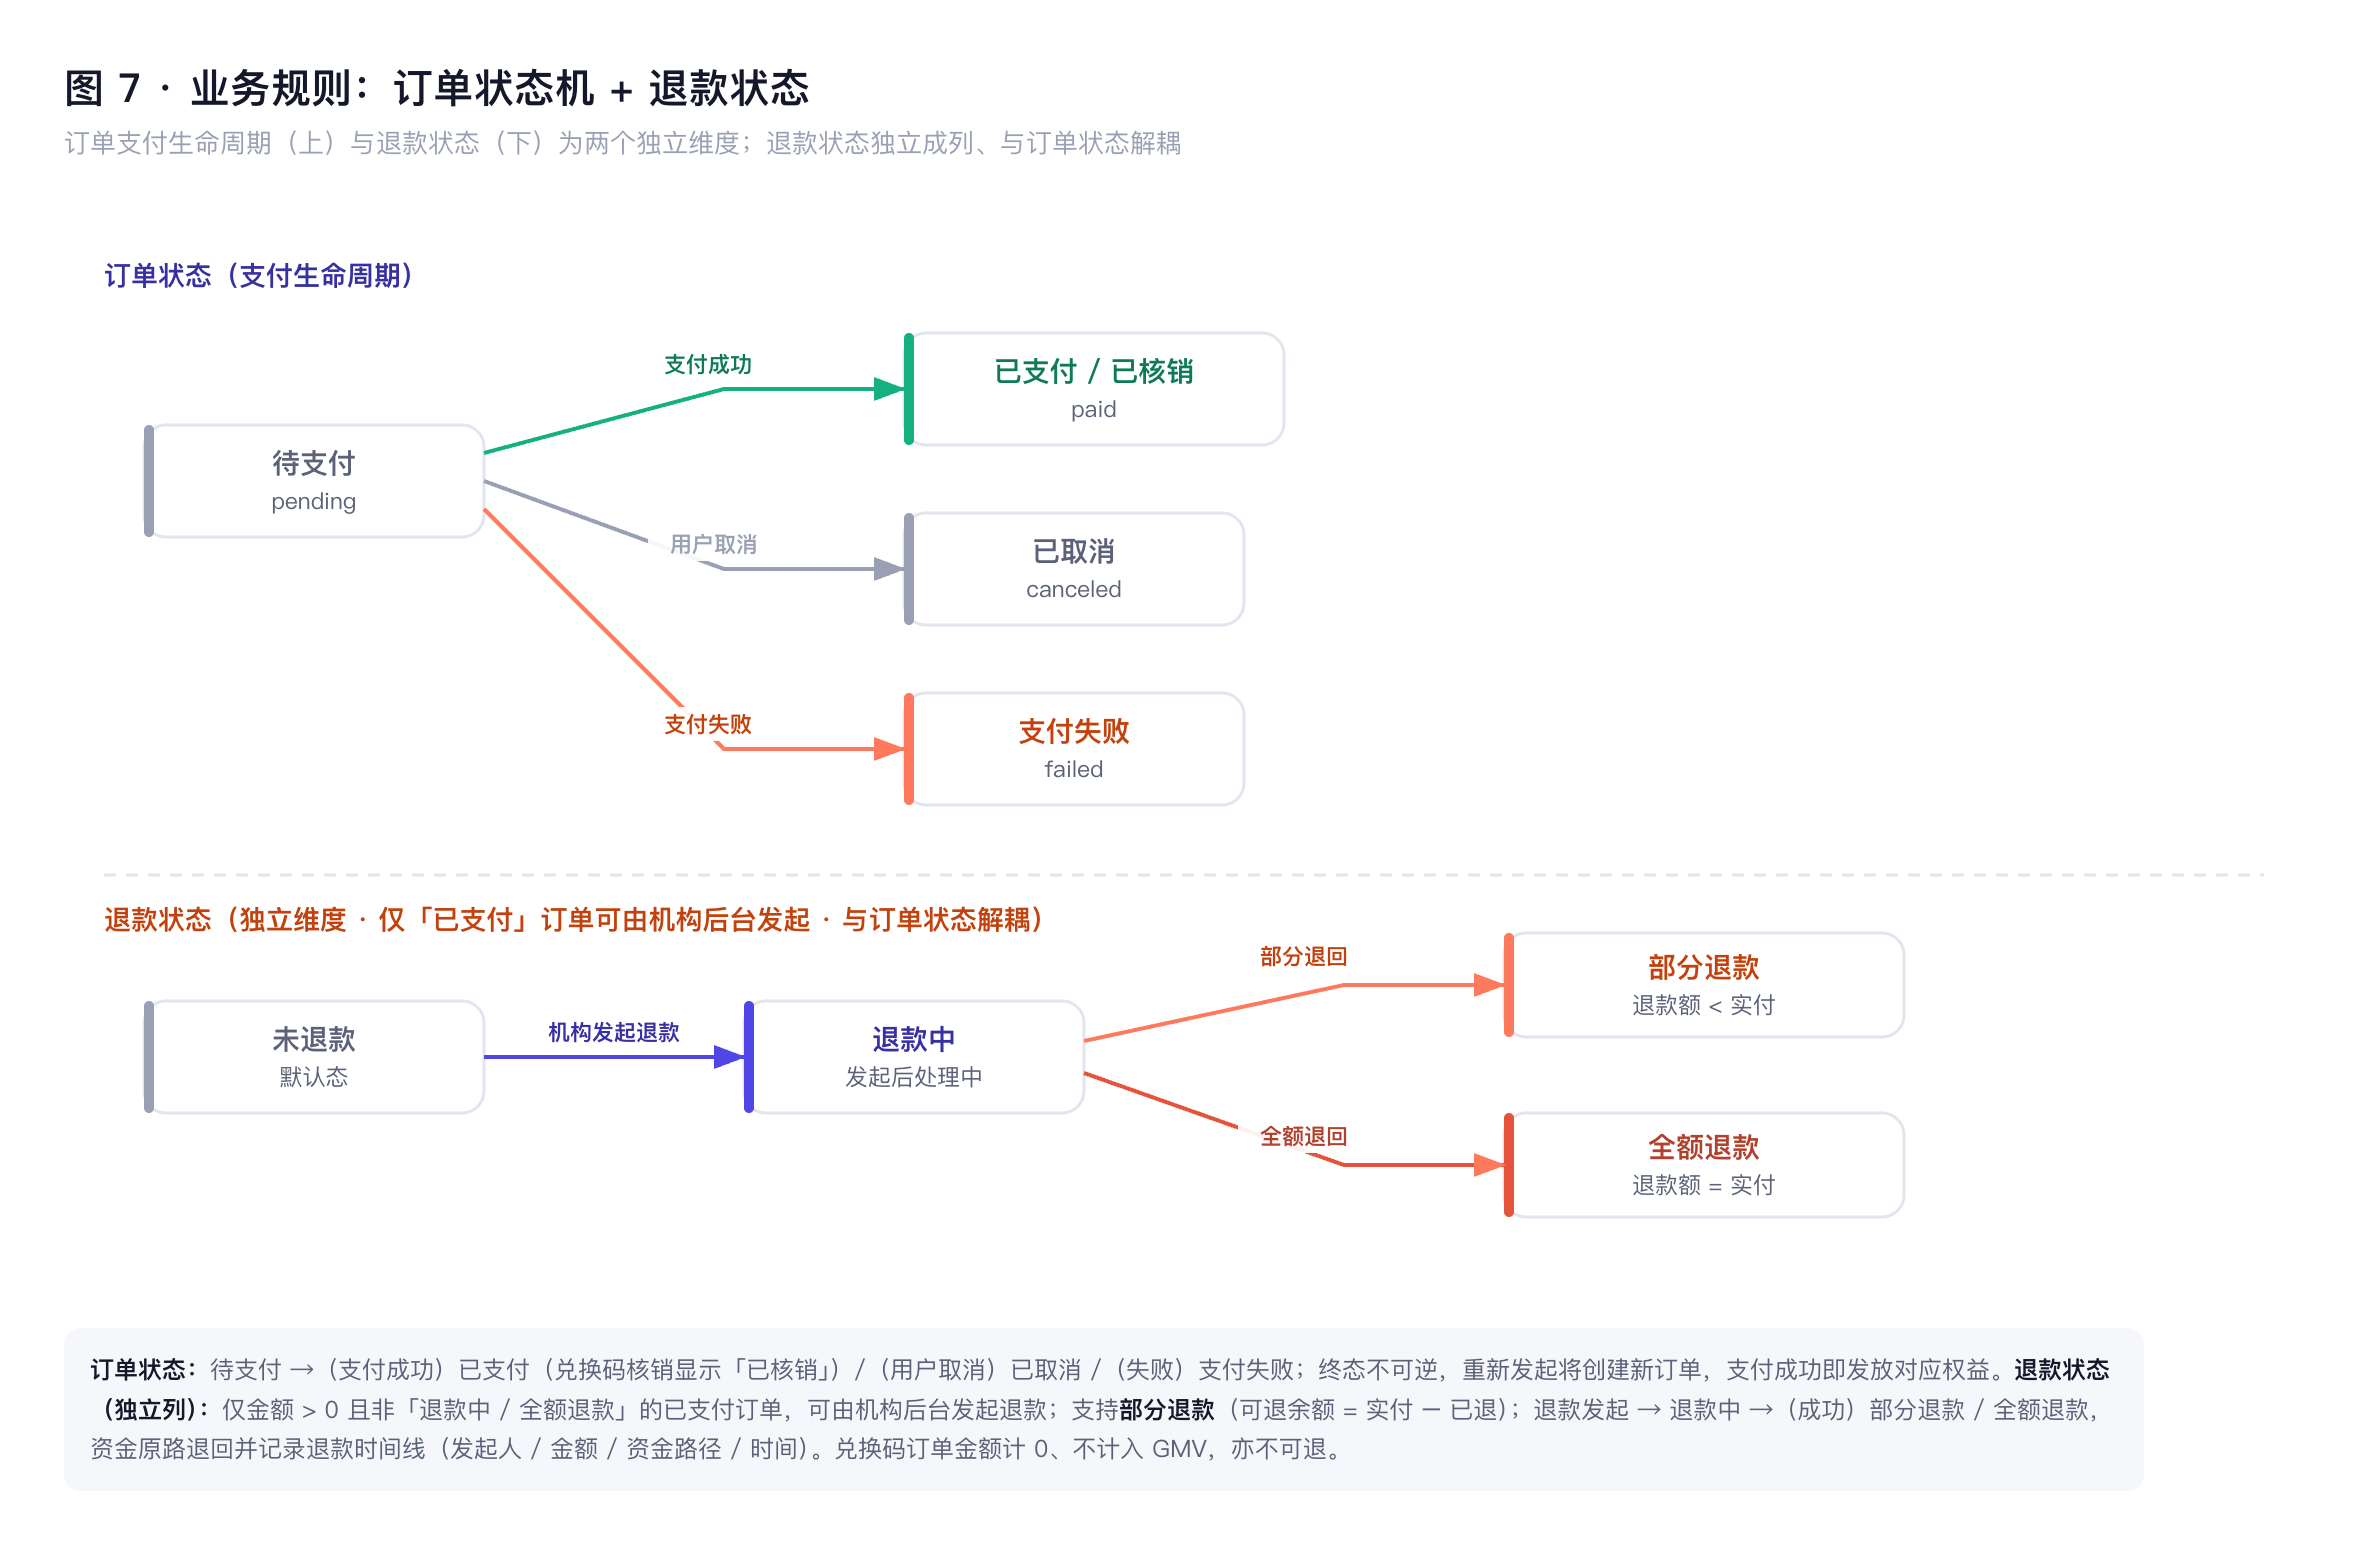 图 7 · 业务规则：订单状态机 + 退款状态
订单支付生命周期（上）与退款状态（下）为两个独立维度；退款状态独立成列、与订单状态解耦
订单状态（支付生命周期）
支付成功
已支付 / 已核销
paid
待支付
pending
用户取消
已取消
canceled
支付失败
支付失败
failed
退款状态（独立维度 · 仅「已支付」订单可由机构后台发起 · 与订单状态解耦）
部分退回
部分退款
退款额 < 实付
未退款
默认态
机构发起退款
退款中
发起后处理中
全额退回
全额退款
退款额 = 实付
订单状态：待支付 →（支付成功）已支付（兑换码核销显示「已核销」）/（用户取消）已取消 /（失败）支付失败；终态不可逆，重新发起将创建新订单，支付成功即发放对应权益。退款状态
（独立列）：仅金额 > 0 且非「退款中 / 全额退款」的已支付订单，可由机构后台发起退款；支持部分退款（可退余额 = 实付 − 已退）；退款发起 → 退款中 →（成功）部分退款 / 全额退款，
资金原路退回并记录退款时间线（发起人 / 金额 / 资金路径 / 时间）。兑换码订单金额计 0、不计入 GMV，亦不可退。